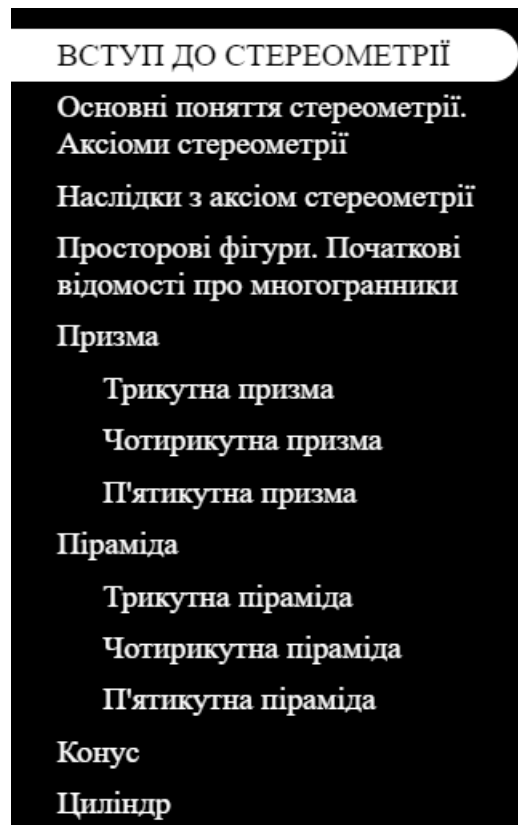 ВСТУП ДО СТЕРЕОМЕТРІЇ
Основні поняття стереометрії.
Аксіоми стереометрії
Наслідки з аксіом стереометрії
Просторові фігури. Початкові
відомості про многогранники
Призма
Трикутна призма
Чотирикутна призма
П'ятикутна призма
Піраміда
Трикутна піраміда
Чотирикутна піраміда
П'ятикутна піраміда
Конус
Циліндр